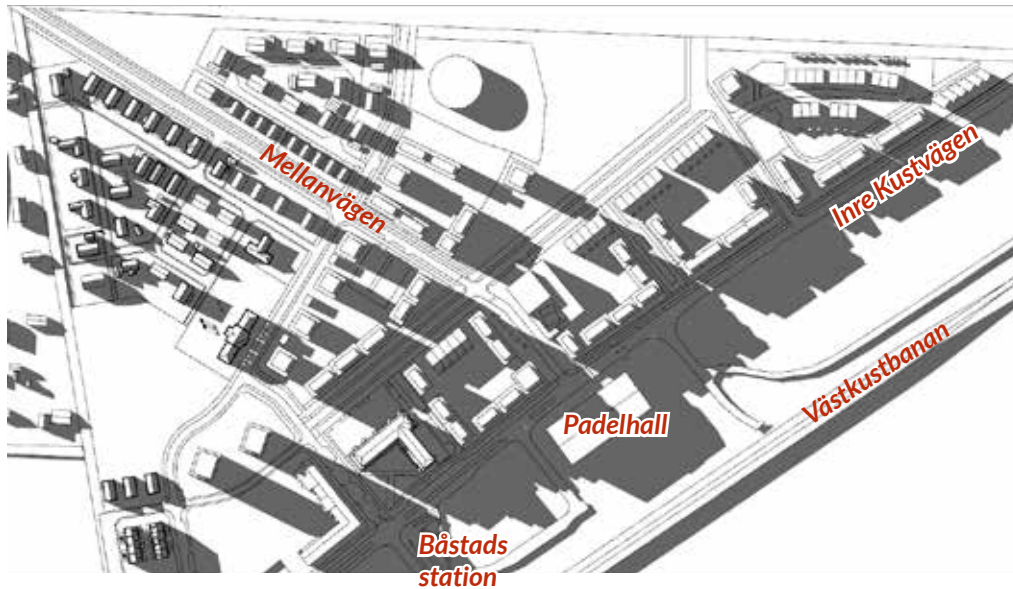 Mellanvägen
Inre Kustvägen
Västkustbanan
Padelhall
Båstads
station